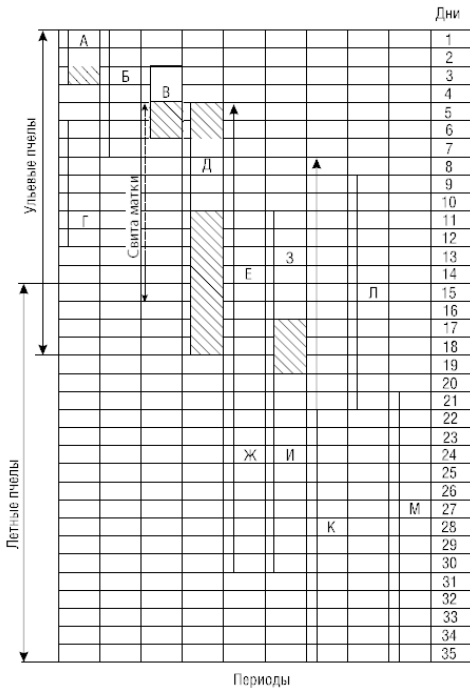 Дни
А
Б
В
Г
Д
Е
З
Ж
И
К
Л
М
Ульевые пчелы
Летные пчелы
Свита матки
1
2
3
4
5
6
7
8
9
10
11
12
13
14
15
16
17
18
19
20
21
22
23
24
25
26
27
28
29
30
31
32
33
34
35
Периоды